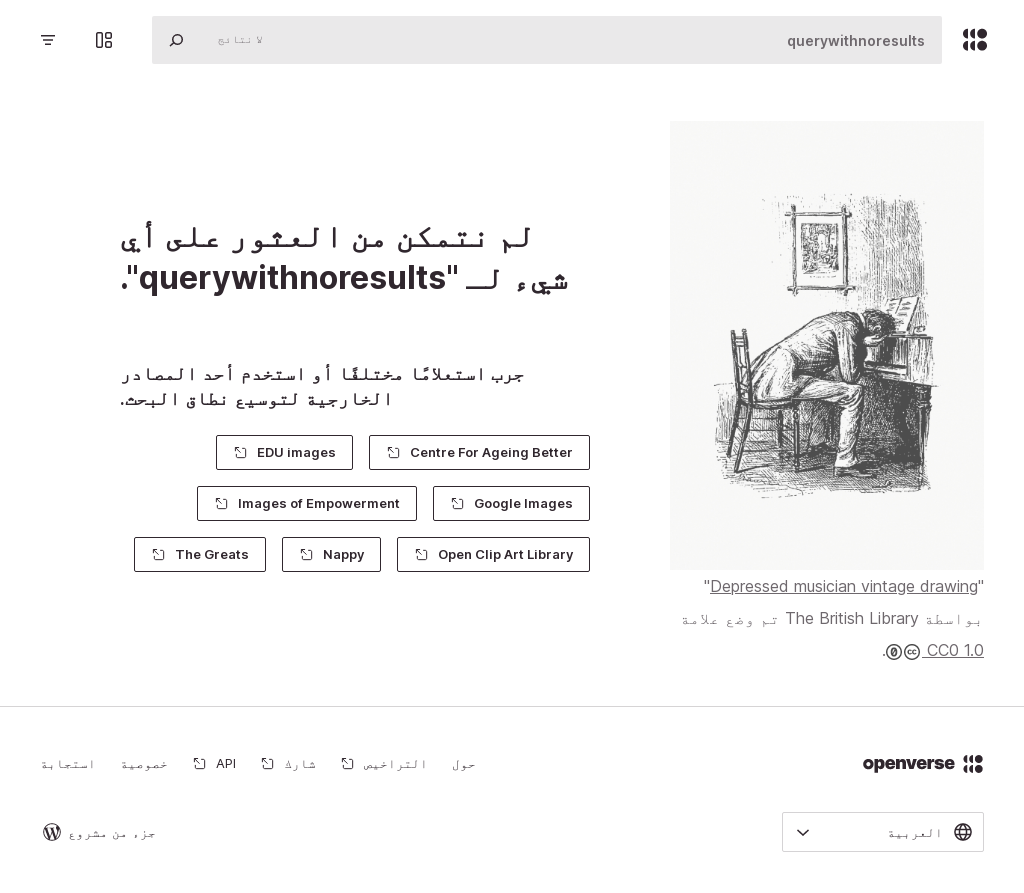 querywithnoresults
لا نتائج
لم نتمكن من العثور على أي
شيء لـ "querywithnoresults".
جرب استعلامًا مختلفًا أو استخدم أحد المصادر
الخارجية لتوسيع نطاق البحث.
Centre For Ageing Better
EDU images
Google Images
Images of Empowerment
Open Clip Art Library
Nappy
The Greats
"Depressed musician vintage drawing"
بواسطة The British Library تم وضع علامة
CC0 1.0 .
openverse
حول
التراخيص
شارك
API
خصوصية
استجابة
العربية
جزء من مشروع